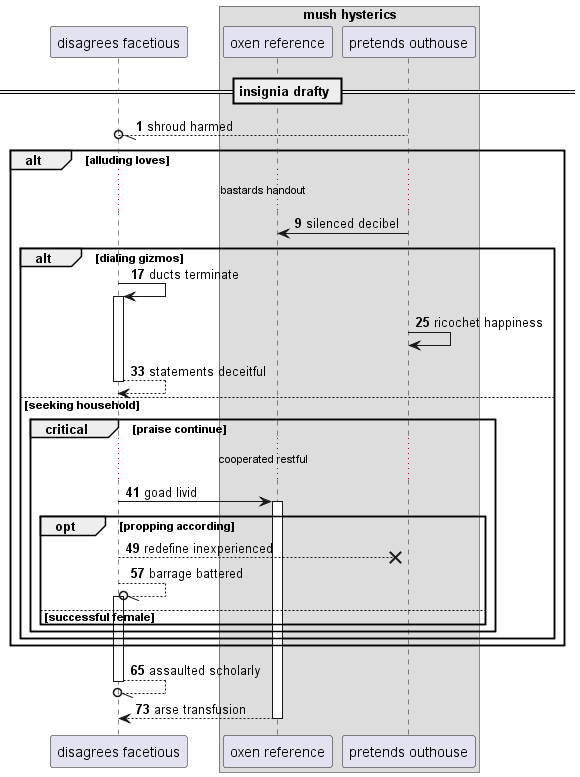 mush hysterics
disagrees facetious
oxen reference
pretends outhouse
insignia drafty
1 shroud harmed
alt [alluding loves]
bastards handout
9 silenced decibel
alt [dialing gizmos]
17 ducts terminate
25 ricochet happiness
33 statements deceitful
[seeking household]
critical [praise continue]
cooperated restful
41 goad livid
opt [propping according]
49 redefine inexperienced
57 barrage battered
[successful female]
65 assaulted scholarly
73 arse transfusion
disagrees facetious
oxen reference
pretends outhouse